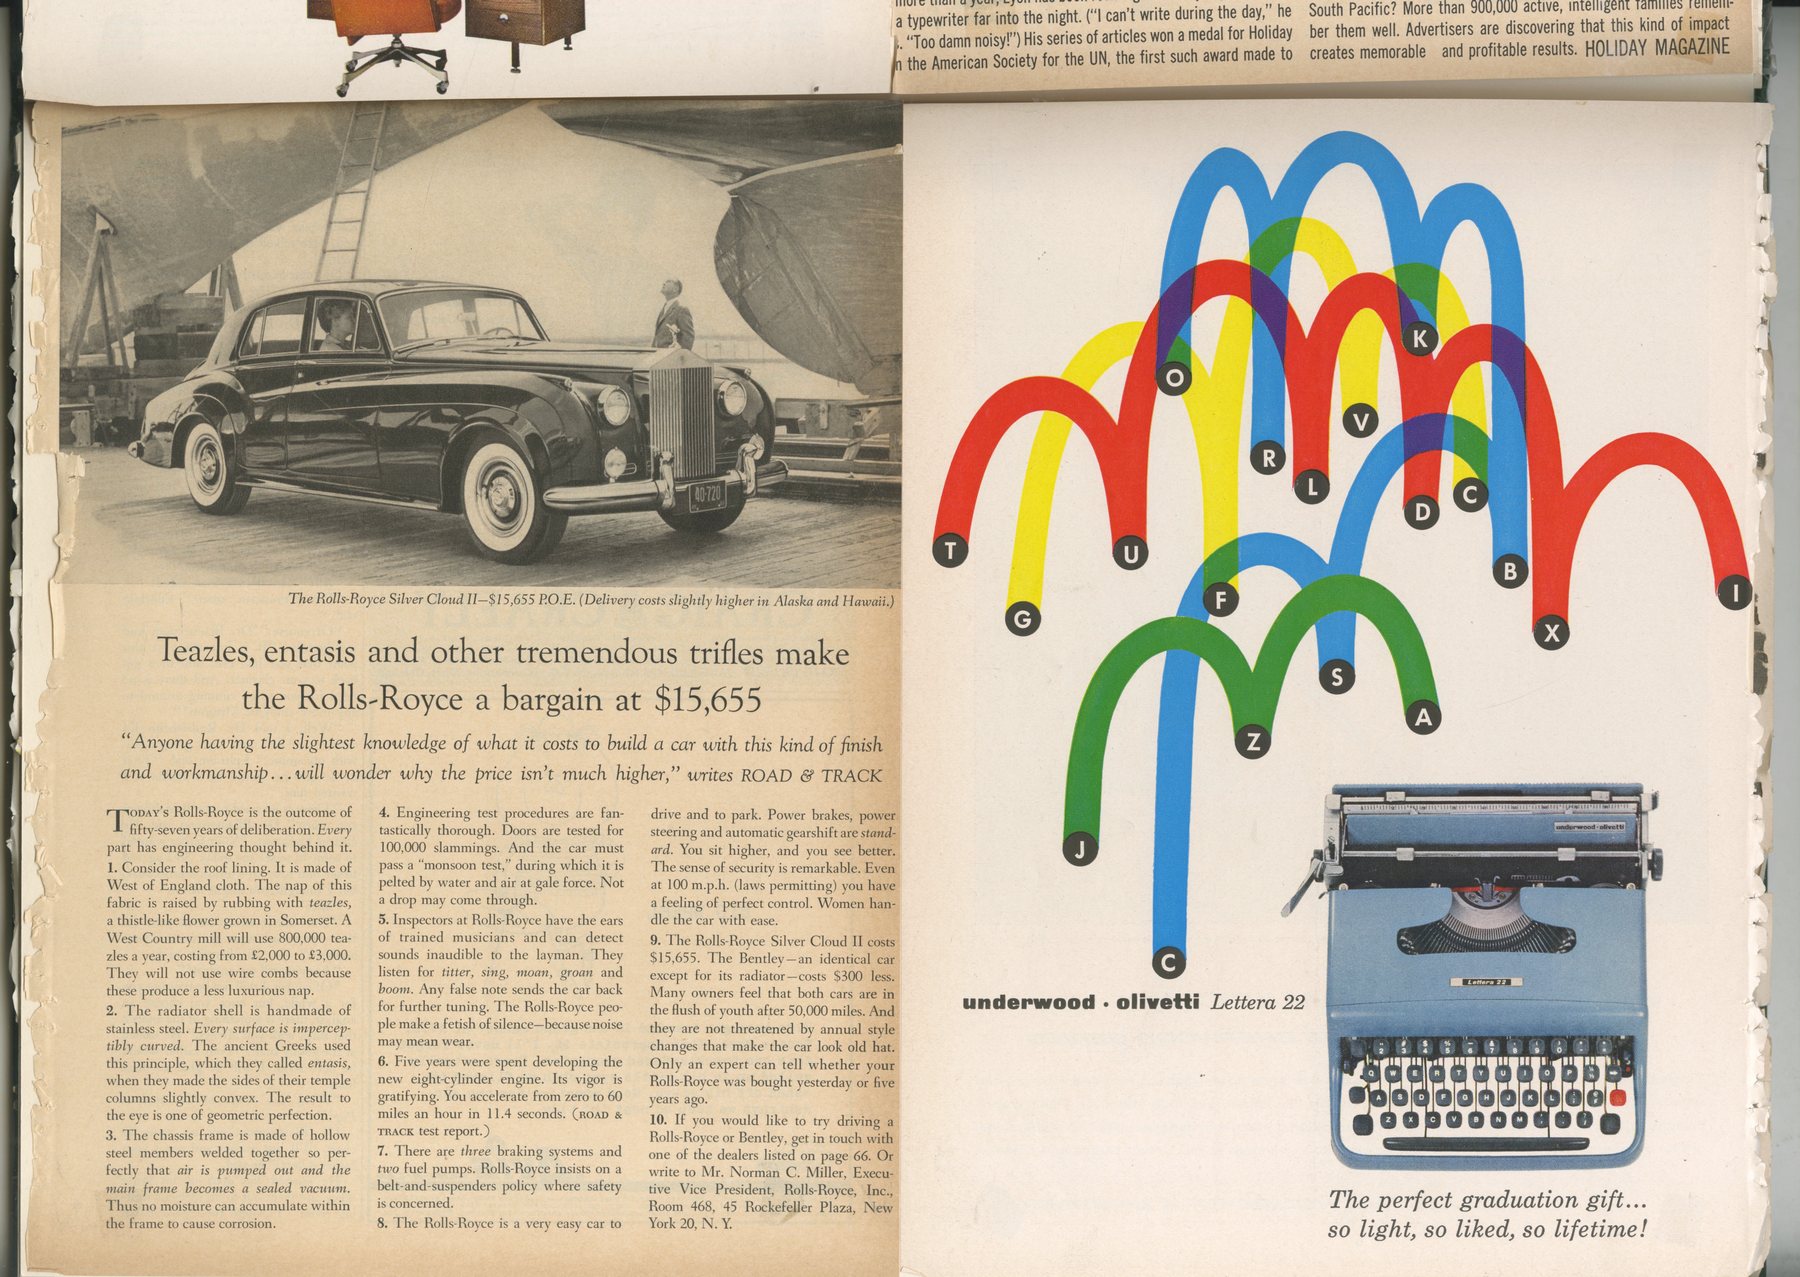 a typewriter far into the night. ("I can't write during the day," he
. "Too damn noisy!") His series of articles won a medal for Holiday
the American Society for the UN, the first such award made to
South Pacific? More than 900,000 active, intelligent families remem-
ber them well. Advertisers are discovering that this kind of impact
creates memorable and profitable results. HOLIDAY MAGAZINE
40-720
The Rolls-Royce Silver Cloud II—$15,655 P.O.E. (Delivery costs slightly higher in Alaska and Hawaii.)
Teazles, entasis and other tremendous trifles make
the Rolls-Royce a bargain at $15,655
"Anyone having the slightest knowledge of what it costs to build a car with this kind of finish
and workmanship...will wonder why the price isn't much higher," writes ROAD & TRACK
TODAY'S Rolls-Royce is the outcome of
fifty-seven years of deliberation. Every
part has engineering thought behind it.
1. Consider the roof lining. It is made of
West of England cloth. The nap of this
fabric is raised by rubbing with teazles,
a thistle-like flower grown in Somerset. A
West Country mill will use 800,000 tea-
zles a year, costing from £2,000 to £3,000.
They will not use wire combs because
these produce a less luxurious nap.
2. The radiator shell is handmade of
stainless steel. Every surface is impercep-
tibly curved. The ancient Greeks used
this principle, which they called entasis,
when they made the sides of their temple
columns slightly convex. The result to
the eye is one of geometric perfection.
3. The chassis frame is made of hollow
steel members welded together so per-
fectly that air is pumped out and the
main frame becomes a sealed vacuum.
Thus no moisture can accumulate within
the frame to cause corrosion.
4. Engineering test procedures are fan-
tastically thorough. Doors are tested for
100,000 slammings. And the car must
pass a "monsoon test," during which it is
pelted by water and air at gale force. Not
a drop may come through.
5. Inspectors at Rolls-Royce have the ears
of trained musicians and can detect
sounds inaudible to the layman. They
listen for titter, sing, moan, groan and
boom. Any false note sends the car back
for further tuning. The Rolls-Royce peo-
ple make a fetish of silence—because noise
may mean wear.
6. Five years were spent developing the
new eight-cylinder engine. Its vigor is
gratifying. You accelerate from zero to 60
miles an hour in 11.4 seconds. (ROAD &
TRACK test report.)
7. There are three braking systems and
two fuel pumps. Rolls-Royce insists on a
belt-and-suspenders policy where safety
is concerned.
8. The Rolls-Royce is a very easy car to
drive and to park. Power brakes, power
steering and automatic gearshift are stand-
ard. You sit higher, and you see better.
The sense of security is remarkable. Even
at 100 m.p.h. (laws permitting) you have
a feeling of perfect control. Women han-
dle the car with ease.
9. The Rolls-Royce Silver Cloud II costs
$15,655. The Bentley—an identical car
except for its radiator—costs $300 less.
Many owners feel that both cars are in
the flush of youth after 50,000 miles. And
they are not threatened by annual style
changes that make the car look old hat.
Only an expert can tell whether your
Rolls-Royce was bought yesterday or five
years ago.
10. If you would like to try driving a
Rolls-Royce or Bentley, get in touch with
one of the dealers listed on page 66. Or
write to Mr. Norman C. Miller, Execu-
tive Vice President, Rolls-Royce, Inc.,
Room 468, 45 Rockefeller Plaza, New
York 20, N. Y.
K
O
V
R
L
C
D
T
U
B
I
F
G
X
S
A
Z
J
C
underwood · olivetti Lettera 22
underwood · olivetti
Lettera 22
Q W E R T Y U I O P
A S D F G H J K L
Z X C V B N M
The perfect graduation gift...
so light, so liked, so lifetime!